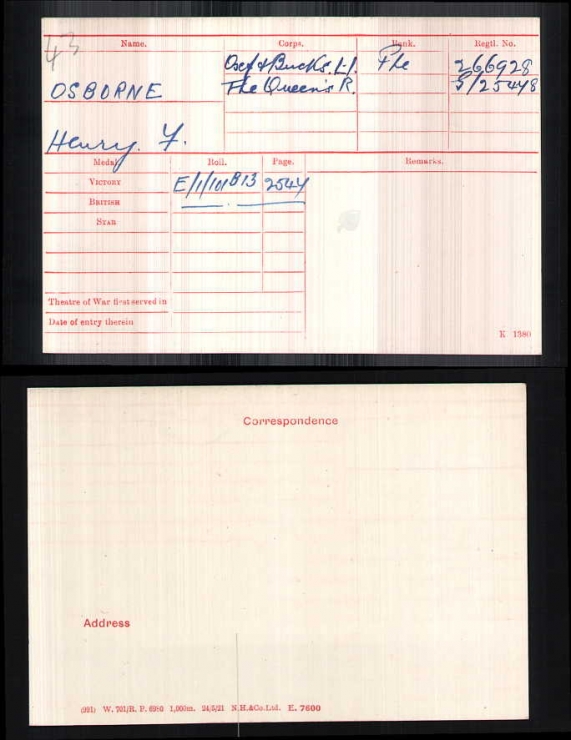 43
Name. Corps. Rank. Regtl. No.
OSBORNE Oxf & Bucks. L.I. Pte 266928
The Queen's R. S/25448
Henry. F.
Medal Roll. Page. Remarks.
VICTORY E/1/101B13 2544
BRITISH
STAR
Theatre of War first served in
Date of entry therein
K 1380
Correspondence
Address
(991) W. 791/R. P. 6980 1,000m. 24/5/21 N.H.&Co.Ltd. E. 7600